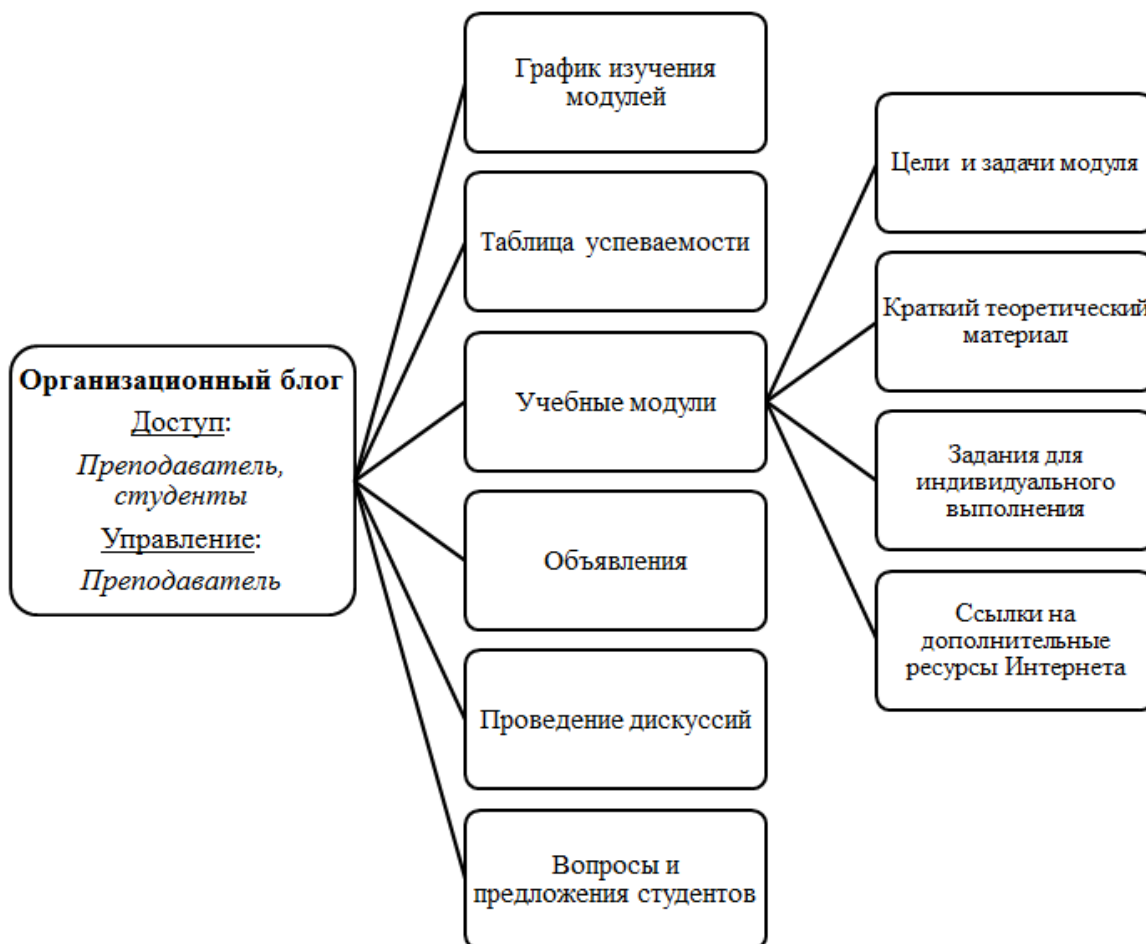 Организационный блог
Доступ:
Преподаватель,
студенты
Управление:
Преподаватель
График изучения
модулей
Таблица успеваемости
Учебные модули
Объявления
Проведение дискуссий
Вопросы и
предложения студентов
Цели и задачи модуля
Краткий теоретический
материал
Задания для
индивидуального
выполнения
Ссылки на
дополнительные
ресурсы Интернета